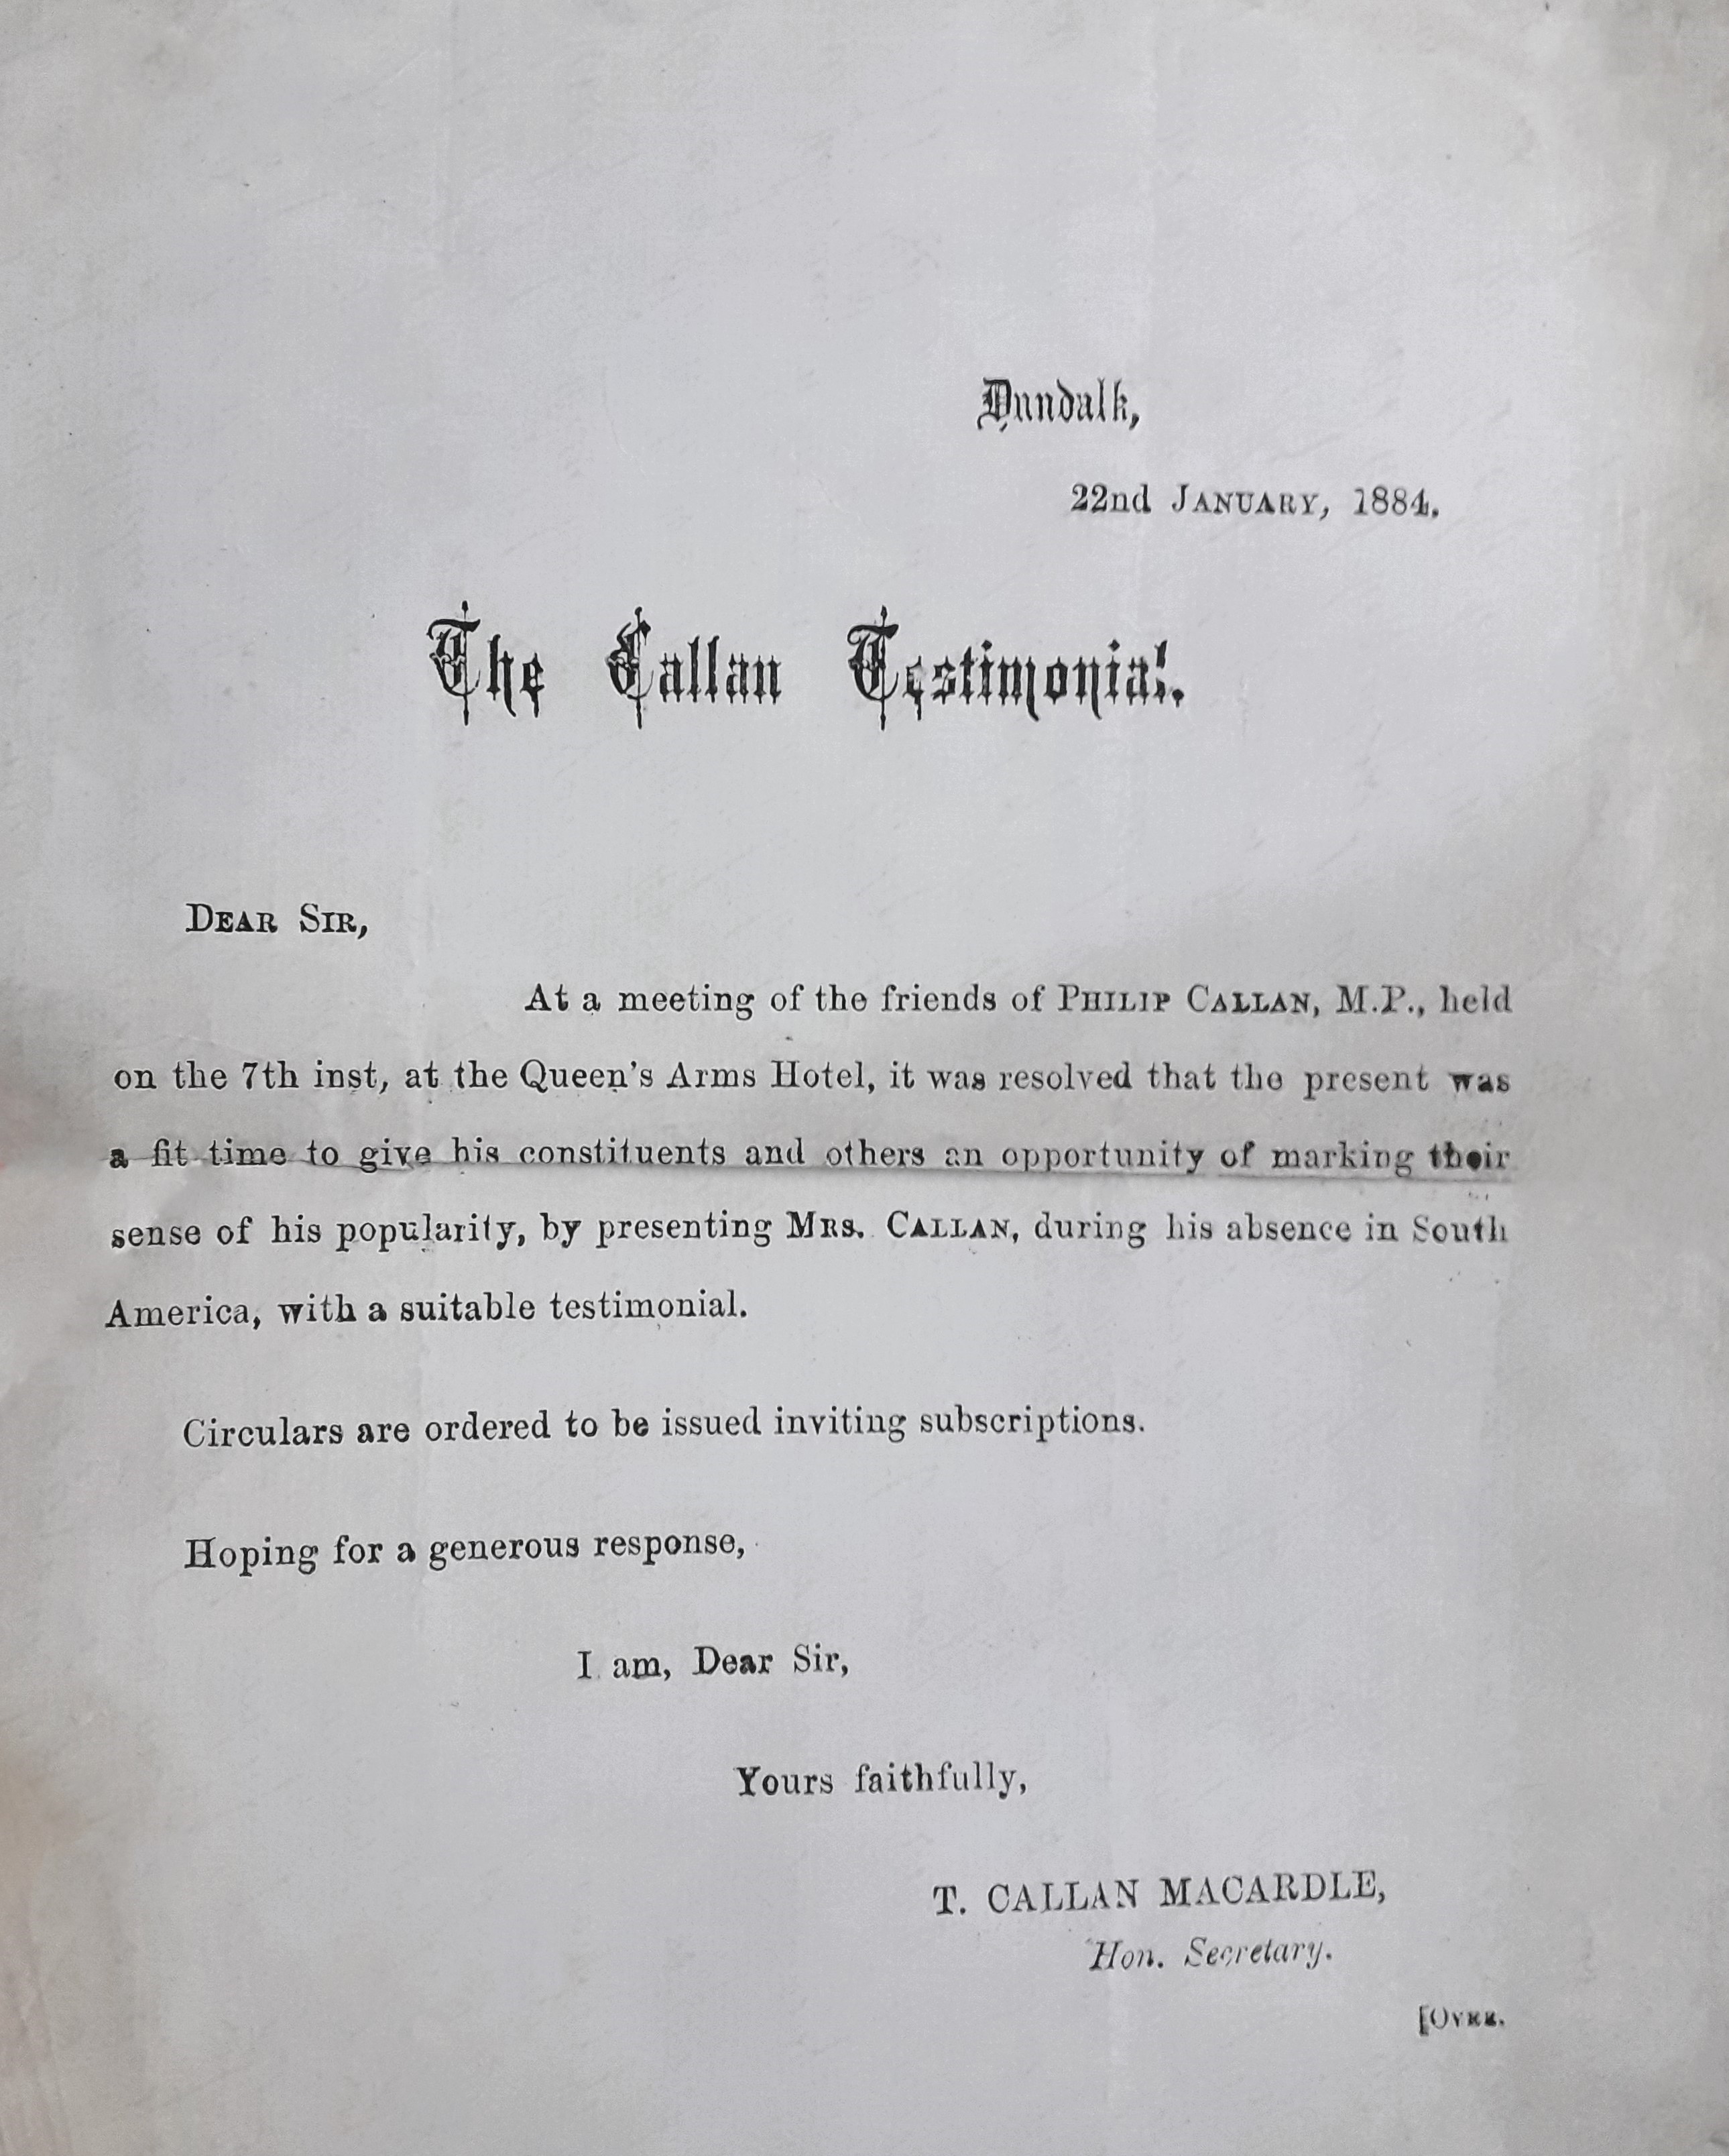 Dundalk,
22nd JANUARY, 1884.
The Callan Testimonial.
DEAR SIR,
At a meeting of the friends of PHILIP CALLAN, M.P., held
on the 7th inst, at the Queen's Arms Hotel, it was resolved that the present was
a fit time to give his constituents and others an opportunity of marking their
sense of his popularity, by presenting MRS. CALLAN, during his absence in South
America, with a suitable testimonial.
Circulars are ordered to be issued inviting subscriptions.
Hoping for a generous response,
I am, Dear Sir,
Yours faithfully,
T. CALLAN MACARDLE,
Hon. Secretary.
[OVER.